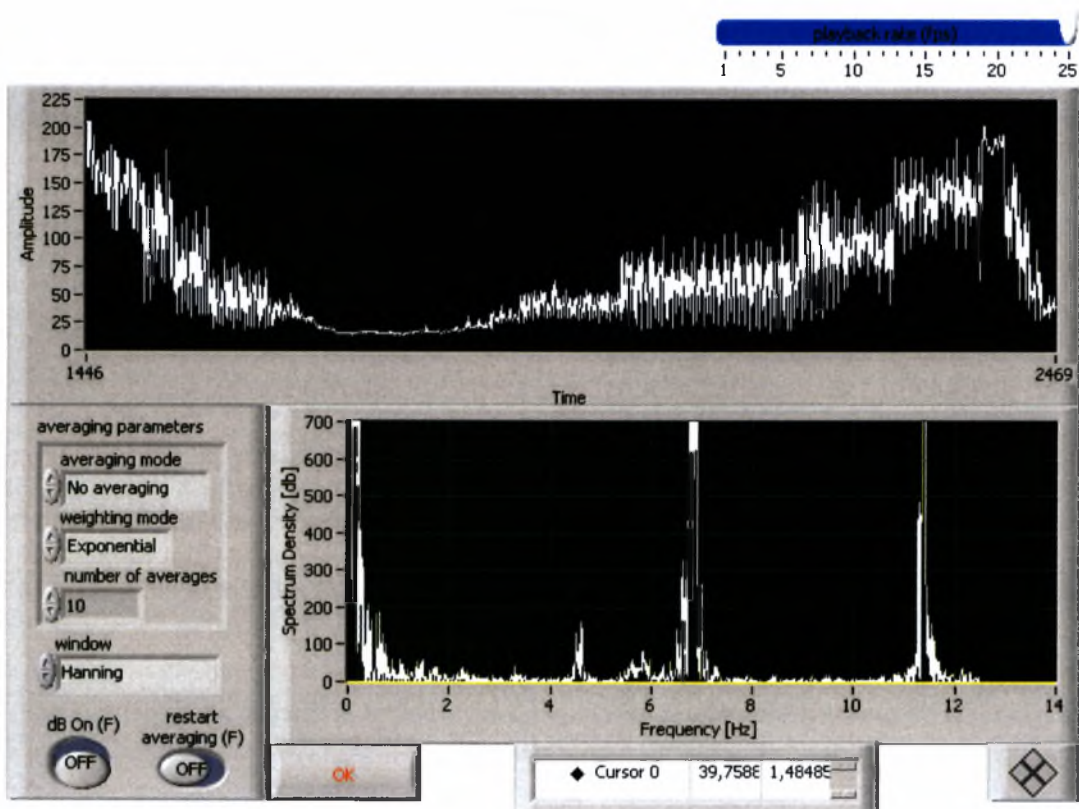 playback rate (fps)
1 5 10 15 20 25
225
200
175
150
125
100
75
50
25
0
Amplitude
1446 2469
Time
averaging parameters
averaging mode
No averaging
weighting mode
Exponential
number of averages
10
window
Hanning
dB On (F)
OFF
restart
averaging (F)
OFF
700
600
500
400
300
200
100
0
Spectrum Density [db]
0 2 4 6 8 10 12 14
Frequency [Hz]
OK
Cursor 0 39,7588 1,48485